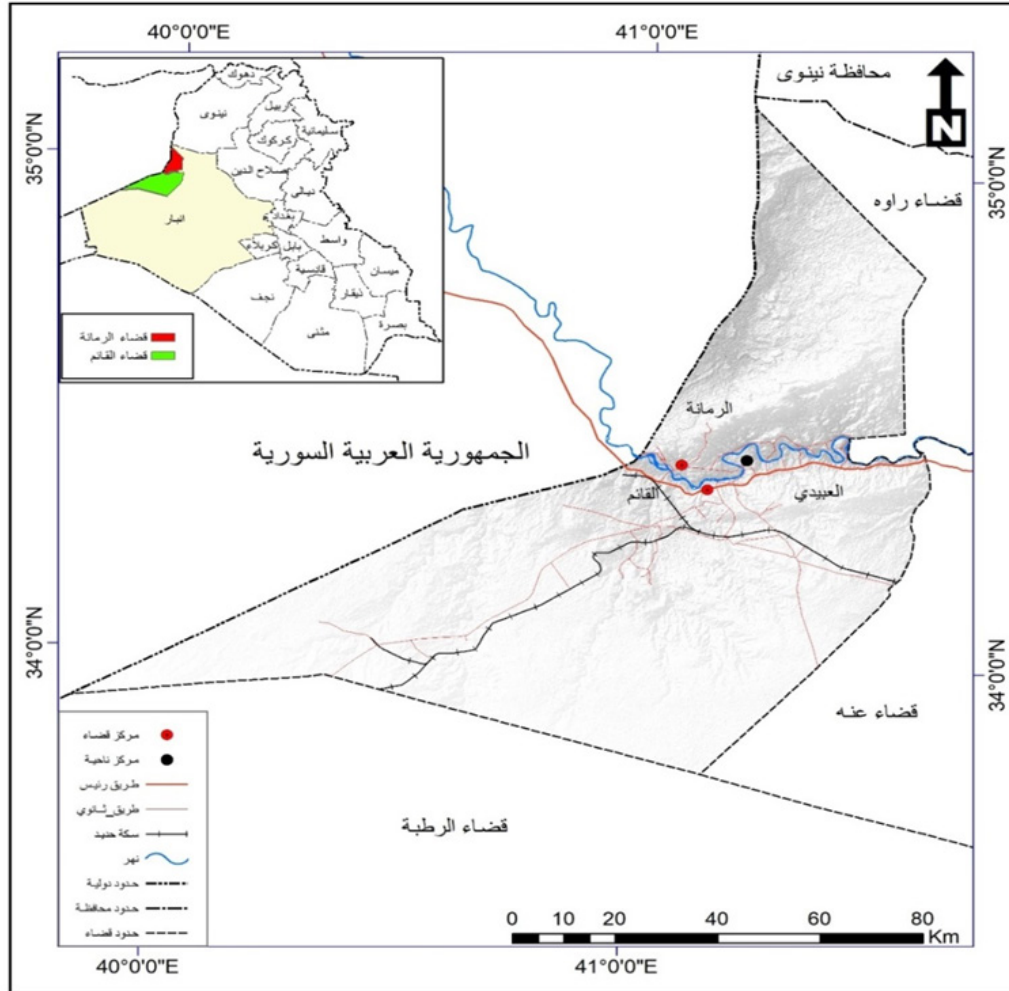 40°0'0"E
41°0'0"E
35°0'0"N
35°0'0"N
34°0'0"N
34°0'0"N
40°0'0"E
41°0'0"E
N
محافظة نينوى
قضاء راوه
دهوك
نينوى
اربيل
سليمانية
كركوك
صلاح الدين
ديالى
انبار
بغداد
كربلاء
بابل
واسط
قادسية
ميسان
نجف
ذيقار
مثنى
بصرة
قضاء الرمانة
قضاء القائم
الجمهورية العربية السورية
الرمانة
القائم
العبيدي
قضاء عنه
قضاء الرطبة
مركز قضاء
مركز ناحية
طريق رئيس
طريق_ثانوي
سكة حديد
نهر
حدود دولية
حدود محافظة
حدود قضاء
0 10 20 40 60 80
Km